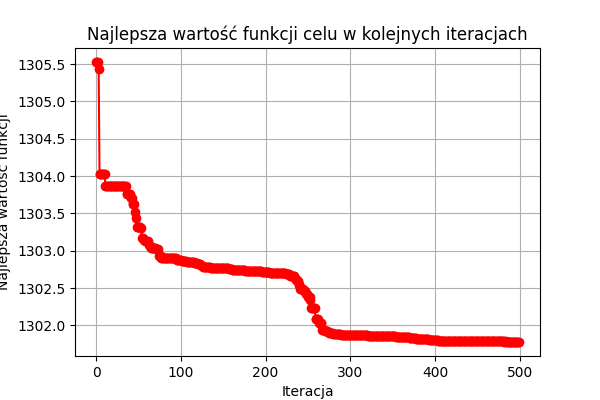 Najlepsza wartość funkcji celu w kolejnych iteracjach
Najlepsza wartość funkcji
1305.5
1305.0
1304.5
1304.0
1303.5
1303.0
1302.5
1302.0
0 100 200 300 400 500
Iteracja